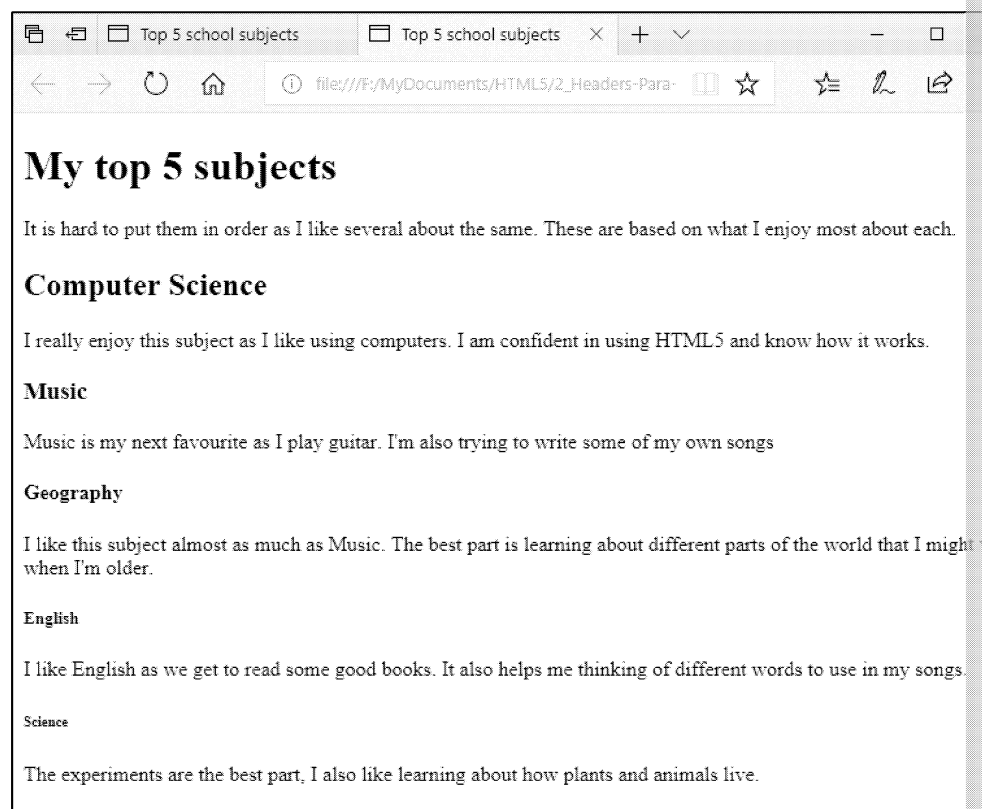 Top 5 school subjects
Top 5 school subjects
file:///F:/MyDocuments/HTML5/2_Headers-Para-
My top 5 subjects
It is hard to put them in order as I like several about the same. These are based on what I enjoy most about each.
Computer Science
I really enjoy this subject as I like using computers. I am confident in using HTML5 and know how it works.
Music
Music is my next favourite as I play guitar. I'm also trying to write some of my own songs
Geography
I like this subject almost as much as Music. The best part is learning about different parts of the world that I might
when I'm older.
English
I like English as we get to read some good books. It also helps me thinking of different words to use in my songs.
Science
The experiments are the best part, I also like learning about how plants and animals live.